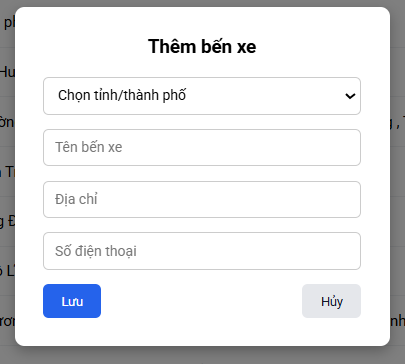 Thêm bến xe
Chọn tỉnh/thành phố
Tên bến xe
Địa chỉ
Số điện thoại
Lưu
Hủy